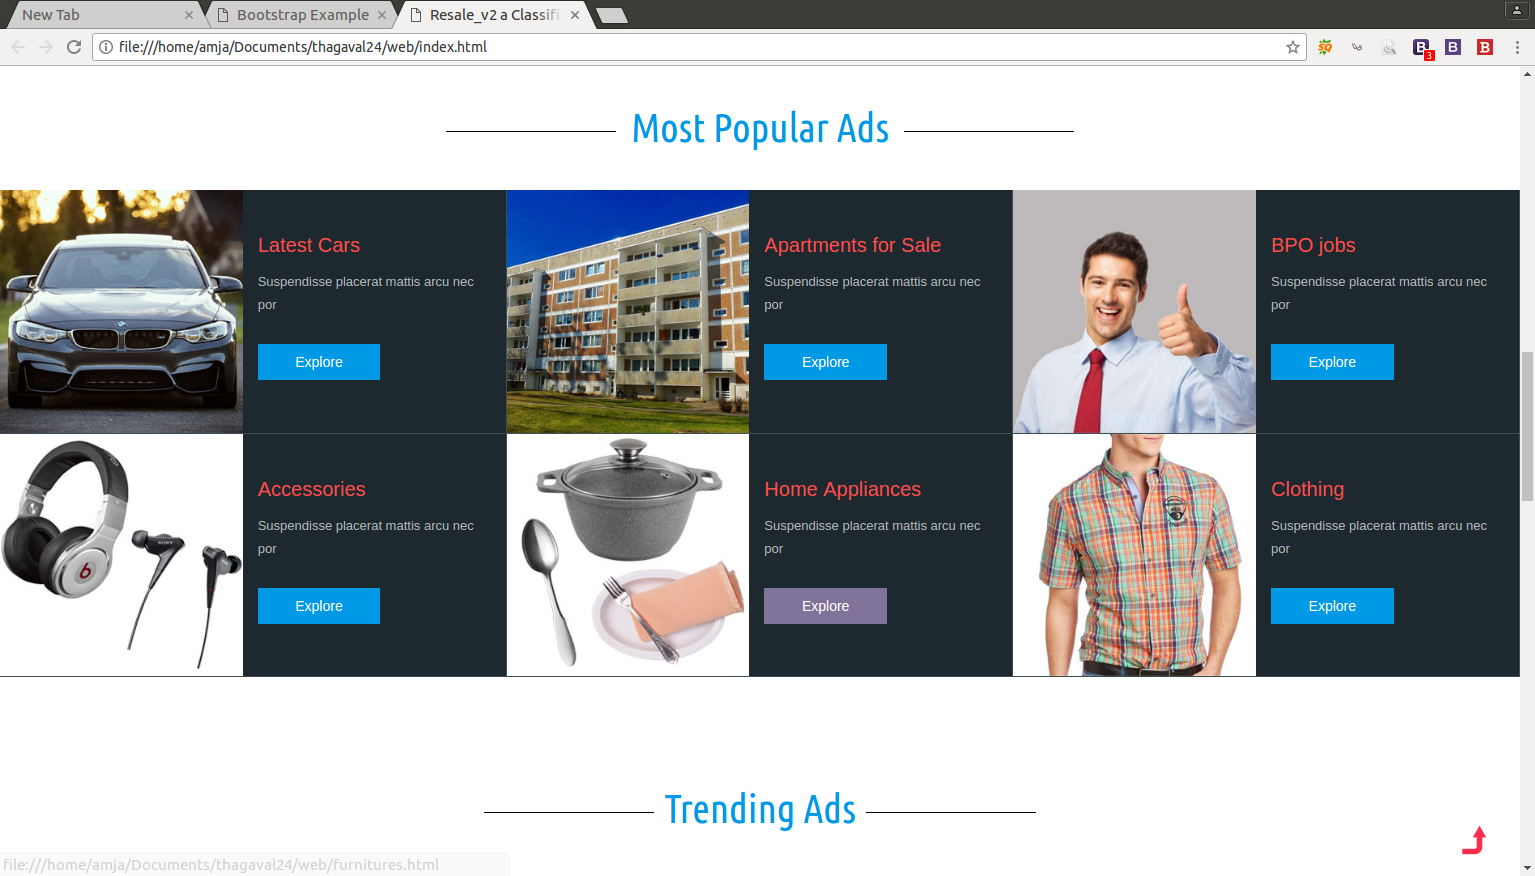 New Tab
Bootstrap Example
Resale_v2 a Classifi
file:///home/amja/Documents/thagaval24/web/index.html
SQ
B
3
B
B
Most Popular Ads
Latest Cars
Suspendisse placerat mattis arcu nec
por
Explore
Apartments for Sale
Suspendisse placerat mattis arcu nec
por
Explore
BPO jobs
Suspendisse placerat mattis arcu nec
por
Explore
Accessories
Suspendisse placerat mattis arcu nec
por
Explore
SONY
Home Appliances
Suspendisse placerat mattis arcu nec
por
Explore
Clothing
Suspendisse placerat mattis arcu nec
por
Explore
Trending Ads
file:///home/amja/Documents/thagaval24/web/furnitures.html